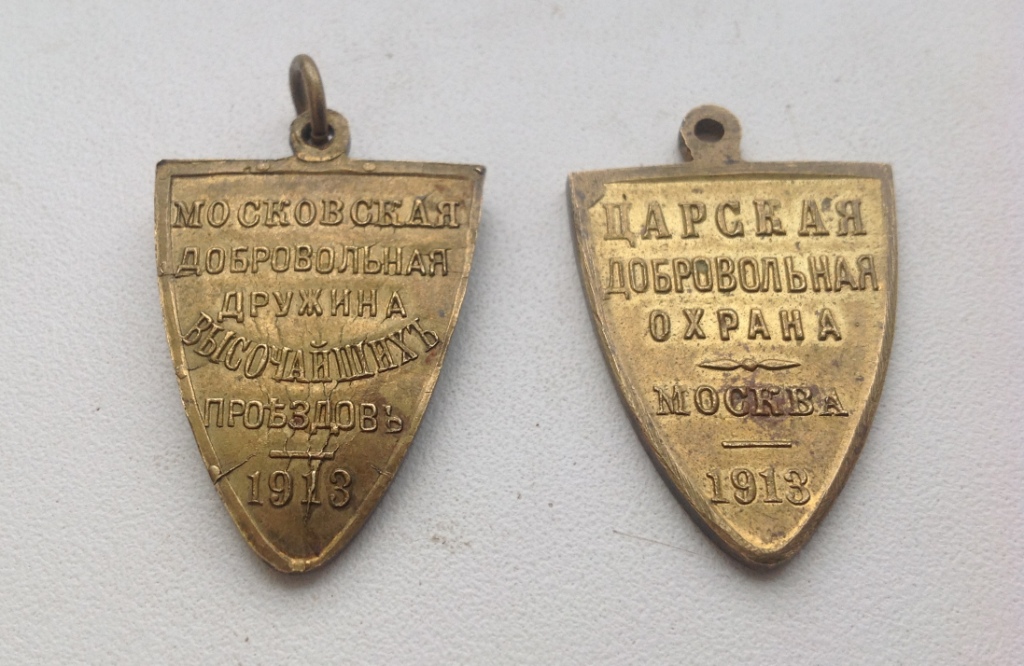 МОСКОВСКАЯ
ДОБРОВОЛЬНАЯ
ДРУЖИНА
ВЫСОЧАЙШИХЪ
ПРОѢЗДОВЪ
1913
ЦАРСКАЯ
ДОБРОВОЛЬНАЯ
ОХРАНА
МОСКВА
1913